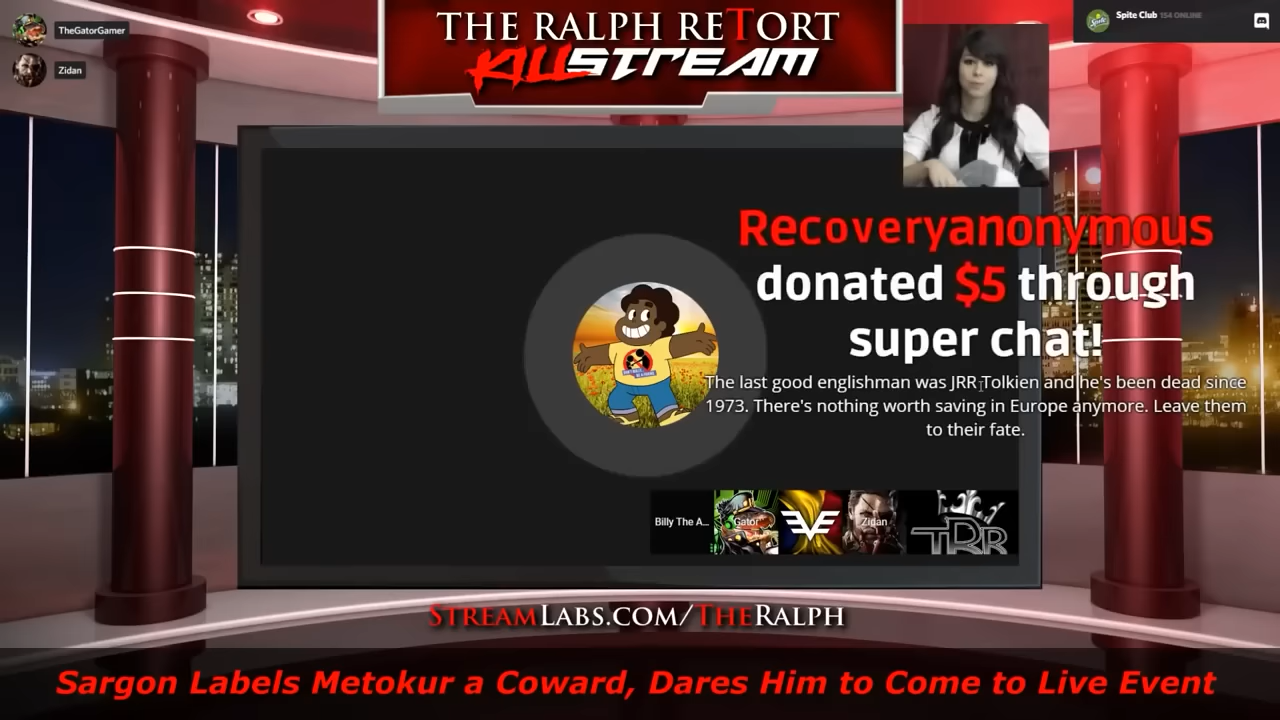 TheGatorGamer
Zidan
THE RALPH RETORT
KILLSTREAM
Spite Club 154 ONLINE
Recoveryanonymous
donated $5 through
super chat!
The last good englishman was JRR Tolkien and he's been dead since
1973. There's nothing worth saving in Europe anymore. Leave them
to their fate.
Billy The A...
Gator
Zidan
TRR
STREAMLABS.COM/THERALPH
Sargon Labels Metokur a Coward, Dares Him to Come to Live Event